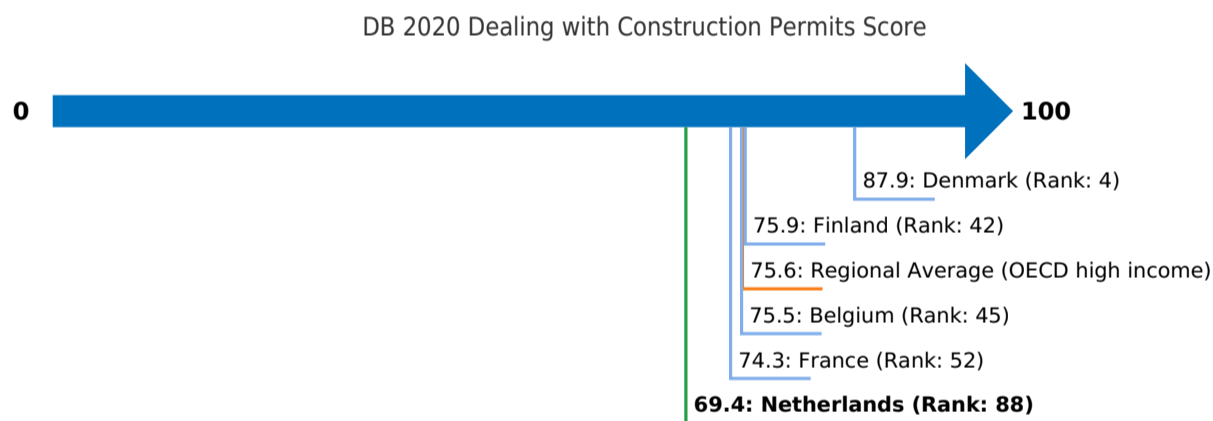 DB 2020 Dealing with Construction Permits Score
0
100
87.9: Denmark (Rank: 4)
75.9: Finland (Rank: 42)
75.6: Regional Average (OECD high income)
75.5: Belgium (Rank: 45)
74.3: France (Rank: 52)
69.4: Netherlands (Rank: 88)